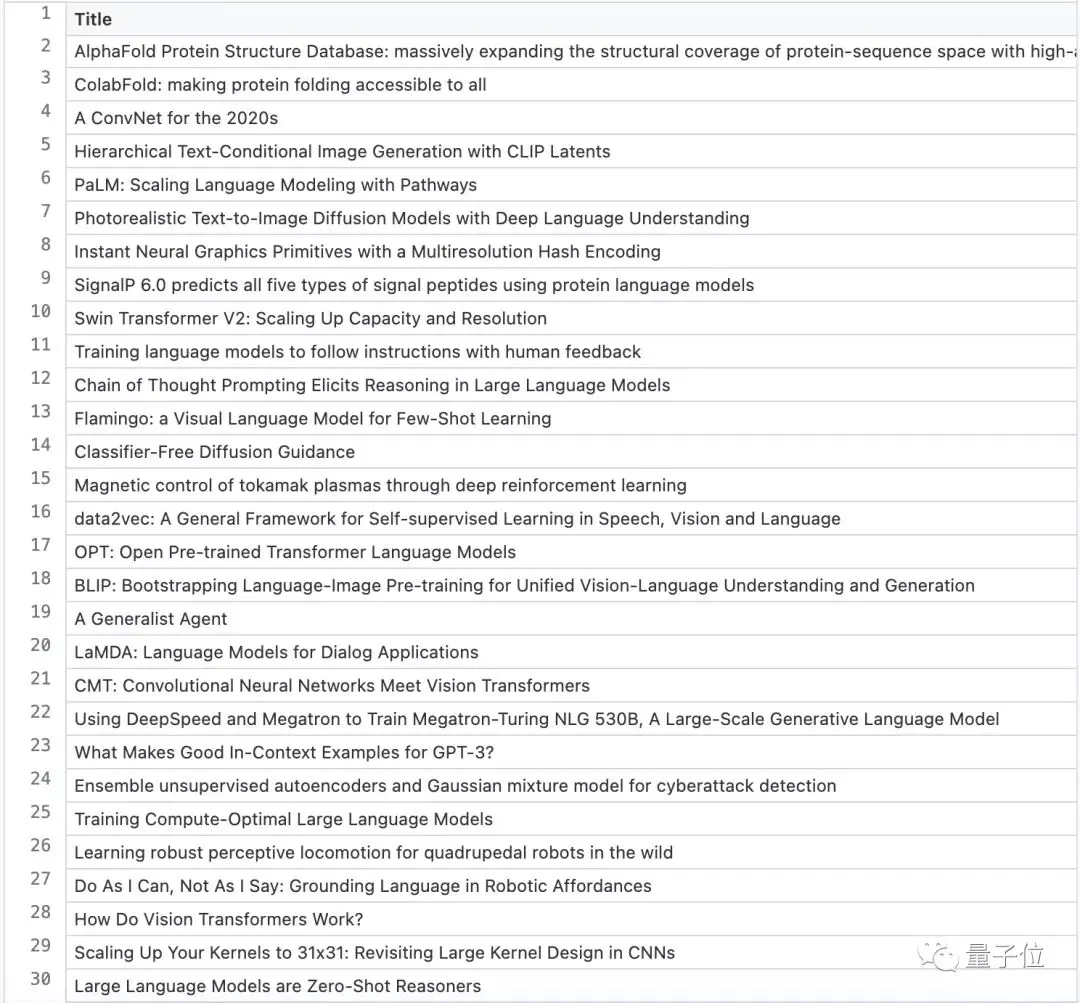 1 Title
2 AlphaFold Protein Structure Database: massively expanding the structural coverage of protein-sequence space with high-
3 ColabFold: making protein folding accessible to all
4 A ConvNet for the 2020s
5 Hierarchical Text-Conditional Image Generation with CLIP Latents
6 PaLM: Scaling Language Modeling with Pathways
7 Photorealistic Text-to-Image Diffusion Models with Deep Language Understanding
8 Instant Neural Graphics Primitives with a Multiresolution Hash Encoding
9 SignalP 6.0 predicts all five types of signal peptides using protein language models
10 Swin Transformer V2: Scaling Up Capacity and Resolution
11 Training language models to follow instructions with human feedback
12 Chain of Thought Prompting Elicits Reasoning in Large Language Models
13 Flamingo: a Visual Language Model for Few-Shot Learning
14 Classifier-Free Diffusion Guidance
15 Magnetic control of tokamak plasmas through deep reinforcement learning
16 data2vec: A General Framework for Self-supervised Learning in Speech, Vision and Language
17 OPT: Open Pre-trained Transformer Language Models
18 BLIP: Bootstrapping Language-Image Pre-training for Unified Vision-Language Understanding and Generation
19 A Generalist Agent
20 LaMDA: Language Models for Dialog Applications
21 CMT: Convolutional Neural Networks Meet Vision Transformers
22 Using DeepSpeed and Megatron to Train Megatron-Turing NLG 530B, A Large-Scale Generative Language Model
23 What Makes Good In-Context Examples for GPT-3?
24 Ensemble unsupervised autoencoders and Gaussian mixture model for cyberattack detection
25 Training Compute-Optimal Large Language Models
26 Learning robust perceptive locomotion for quadrupedal robots in the wild
27 Do As I Can, Not As I Say: Grounding Language in Robotic Affordances
28 How Do Vision Transformers Work?
29 Scaling Up Your Kernels to 31x31: Revisiting Large Kernel Design in CNNs
量子位
30 Large Language Models are Zero-Shot Reasoners